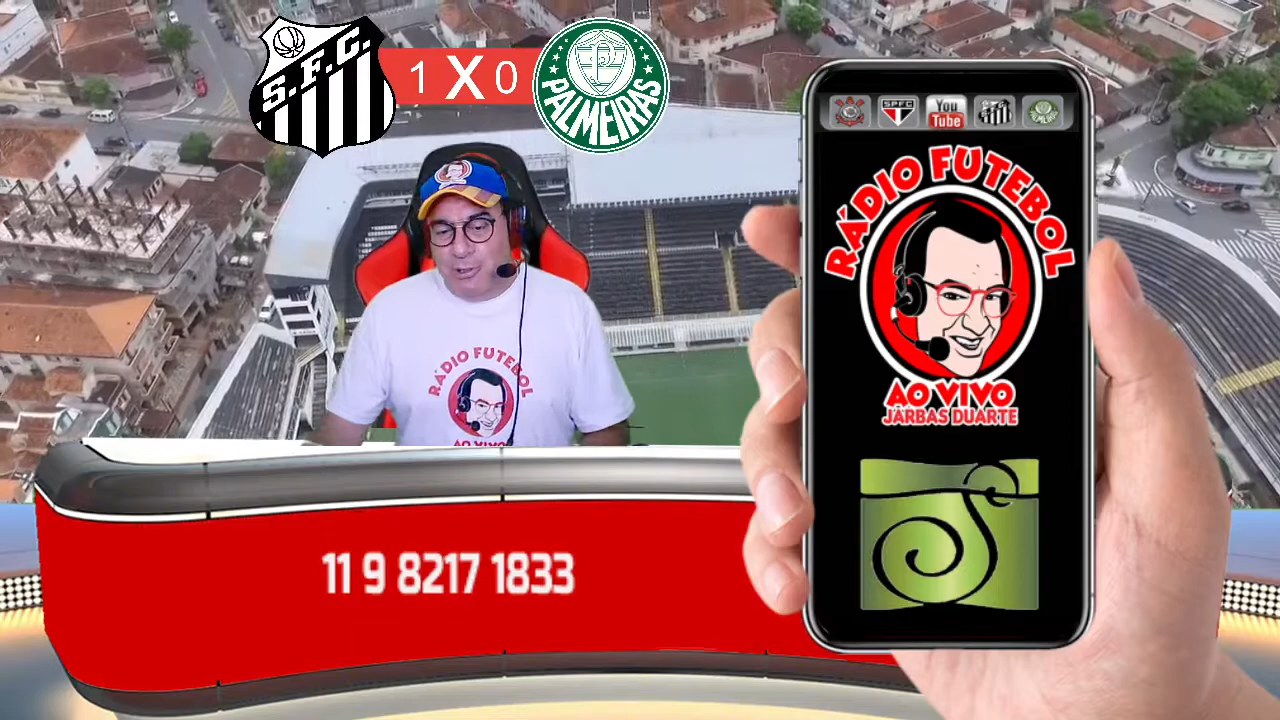 S.F.C.
1 X 0
P
PALMEIRAS
SPFC
You
Tube
RÁDIO FUTEBOL
AO VIVO
JARBAS DUARTE
RÁDIO FUTEBOL
AO VIVO
11 9 8217 1833